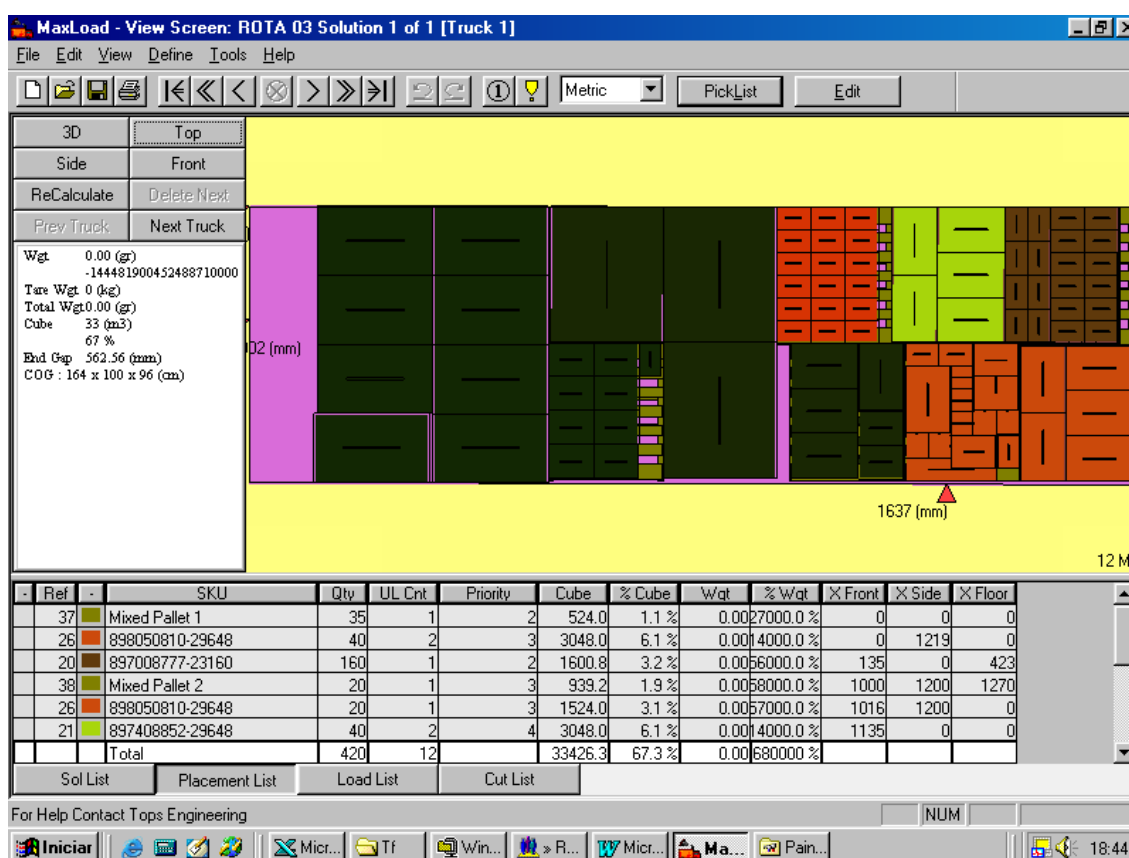 MaxLoad - View Screen: ROTA 03 Solution 1 of 1 [Truck 1]
File Edit View Define Tools Help
Metric PickList Edit
3D Top
Side Front
ReCalculate Delete Next
Prev Truck Next Truck
Wgt 0.00 (gr)
-144481900452488710000
Tare Wgt 0 (kg)
Total Wgt0.00 (gr)
Cube 33 (m3)
67 %
End Gap 562.56 (mm)
COG : 164 x 100 x 96 (cm)
02 (mm)
1637 (mm)
12 M
- Ref - SKU Qty UL Cnt Priority Cube % Cube Wgt % Wgt X Front X Side X Floor
37 Mixed Pallet 1 35 1 2 524.0 1.1 % 0.00 27000.0 % 0 0 0
26 898050810-29648 40 2 3 3048.0 6.1 % 0.00 14000.0 % 0 1219 0
20 897008777-23160 160 1 2 1600.8 3.2 % 0.00 56000.0 % 135 0 423
38 Mixed Pallet 2 20 1 3 939.2 1.9 % 0.00 58000.0 % 1000 1200 1270
26 898050810-29648 20 1 3 1524.0 3.1 % 0.00 57000.0 % 1016 1200 0
21 897408852-29648 40 2 4 3048.0 6.1 % 0.00 14000.0 % 1135 0 0
Total 420 12 33426.3 67.3 % 0.00 680000 %
Sol List Placement List Load List Cut List
For Help Contact Tops Engineering NUM
Iniciar Micr... Tf Win... » R... Micr... Ma... Pain... 18:44